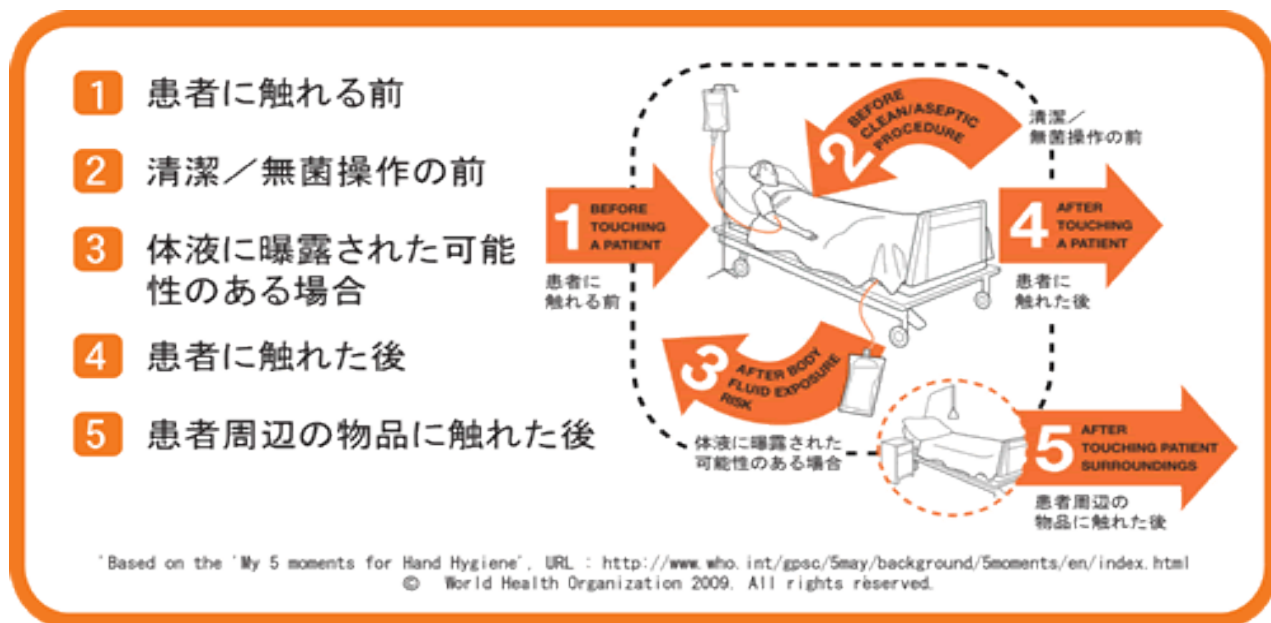 1 患者に触れる前
2 清潔／無菌操作の前
3 体液に曝露された可能
性のある場合
4 患者に触れた後
5 患者周辺の物品に触れた後
1 BEFORE
TOUCHING
A PATIENT
患者に
触れる前
2 BEFORE
CLEAN/ASEPTIC
PROCEDURE
清潔／
無菌操作の前
3 AFTER BODY
FLUID EXPOSURE
RISK
体液に曝露された
可能性のある場合
4 AFTER
TOUCHING
A PATIENT
患者に
触れた後
5 AFTER
TOUCHING PATIENT
SURROUNDINGS
患者周辺の
物品に触れた後
'Based on the 'My 5 moments for Hand Hygiene', URL : http://www.who.int/gpsc/5may/background/5moments/en/index.html
© World Health Organization 2009. All rights reserved.